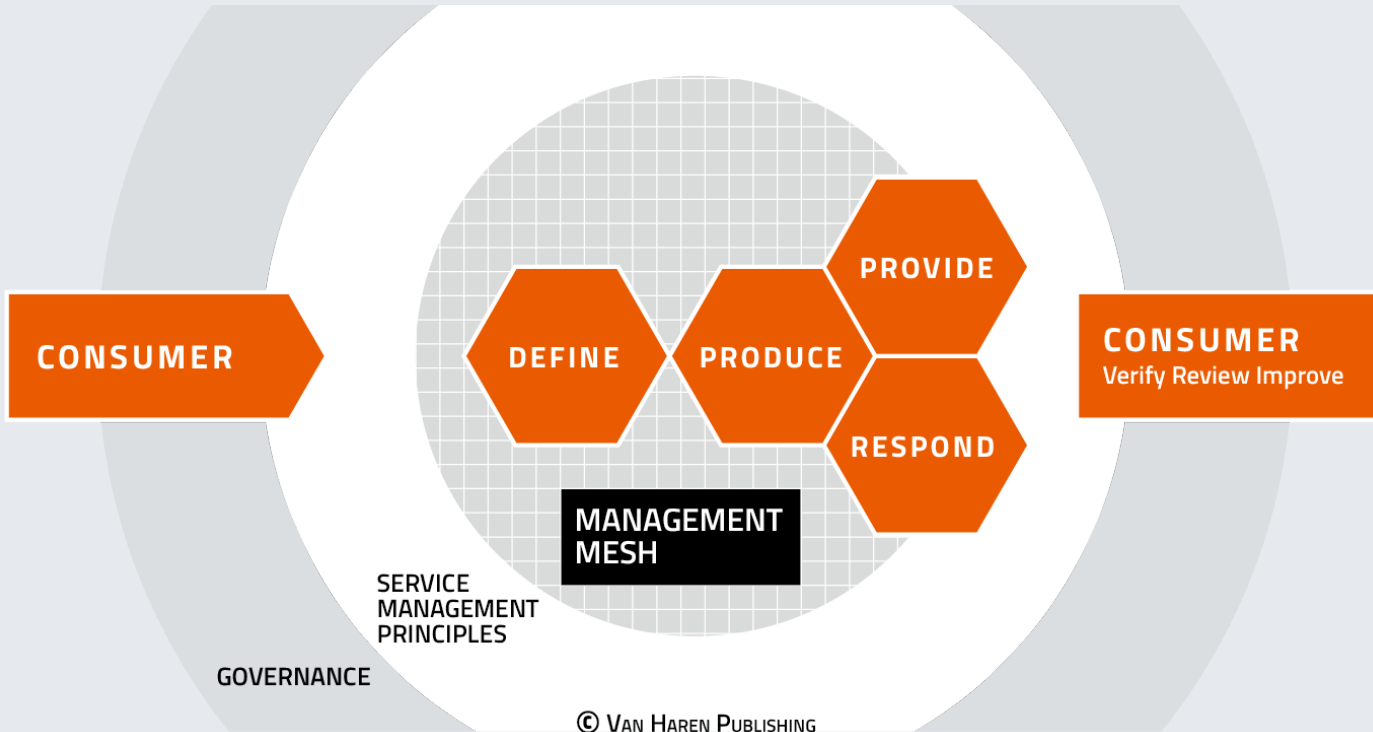 PROVIDE
CONSUMER
DEFINE
PRODUCE
CONSUMER
Verify Review Improve
RESPOND
MANAGEMENT
MESH
SERVICE
MANAGEMENT
PRINCIPLES
GOVERNANCE
© VAN HAREN PUBLISHING